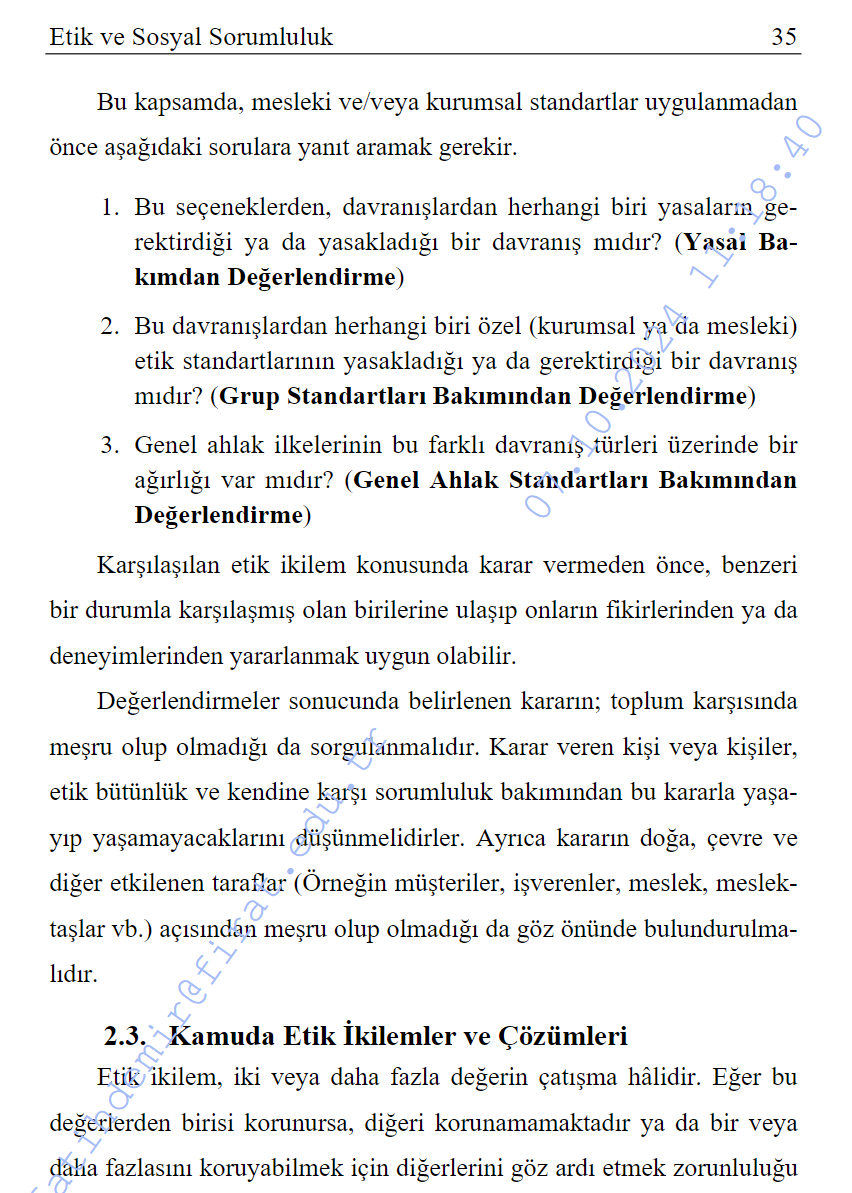 Etik ve Sosyal Sorumluluk 35
Bu kapsamda, mesleki ve/veya kurumsal standartlar uygulanmadan
önce aşağıdaki sorulara yanıt aramak gerekir.
1. Bu seçeneklerden, davranışlardan herhangi biri yasaların ge-
rektirdiği ya da yasakladığı bir davranış mıdır? (Yasal Ba-
kımdan Değerlendirme)
2. Bu davranışlardan herhangi biri özel (kurumsal ya da mesleki)
etik standartlarının yasakladığı ya da gerektirdiği bir davranış
mıdır? (Grup Standartları Bakımından Değerlendirme)
3. Genel ahlak ilkelerinin bu farklı davranış türleri üzerinde bir
ağırlığı var mıdır? (Genel Ahlak Standartları Bakımından
Değerlendirme)
Karşılaşılan etik ikilem konusunda karar vermeden önce, benzeri
bir durumla karşılaşmış olan birilerine ulaşıp onların fikirlerinden ya da
deneyimlerinden yararlanmak uygun olabilir.
Değerlendirmeler sonucunda belirlenen kararın; toplum karşısında
meşru olup olmadığı da sorgulanmalıdır. Karar veren kişi veya kişiler,
etik bütünlük ve kendine karşı sorumluluk bakımından bu kararla yaşa-
yıp yaşamayacaklarını düşünmelidirler. Ayrıca kararın doğa, çevre ve
diğer etkilenen taraflar (Örneğin müşteriler, işverenler, meslek, meslek-
taşlar vb.) açısından meşru olup olmadığı da göz önünde bulundurulma-
lıdır.
2.3. Kamuda Etik İkilemler ve Çözümleri
Etik ikilem, iki veya daha fazla değerin çatışma hâlidir. Eğer bu
değerlerden birisi korunursa, diğeri korunamamaktadır ya da bir veya
daha fazlasını koruyabilmek için diğerlerini göz ardı etmek zorunluluğu
atihdemir@firat.edu.tr
07.10.2024 11:18:40